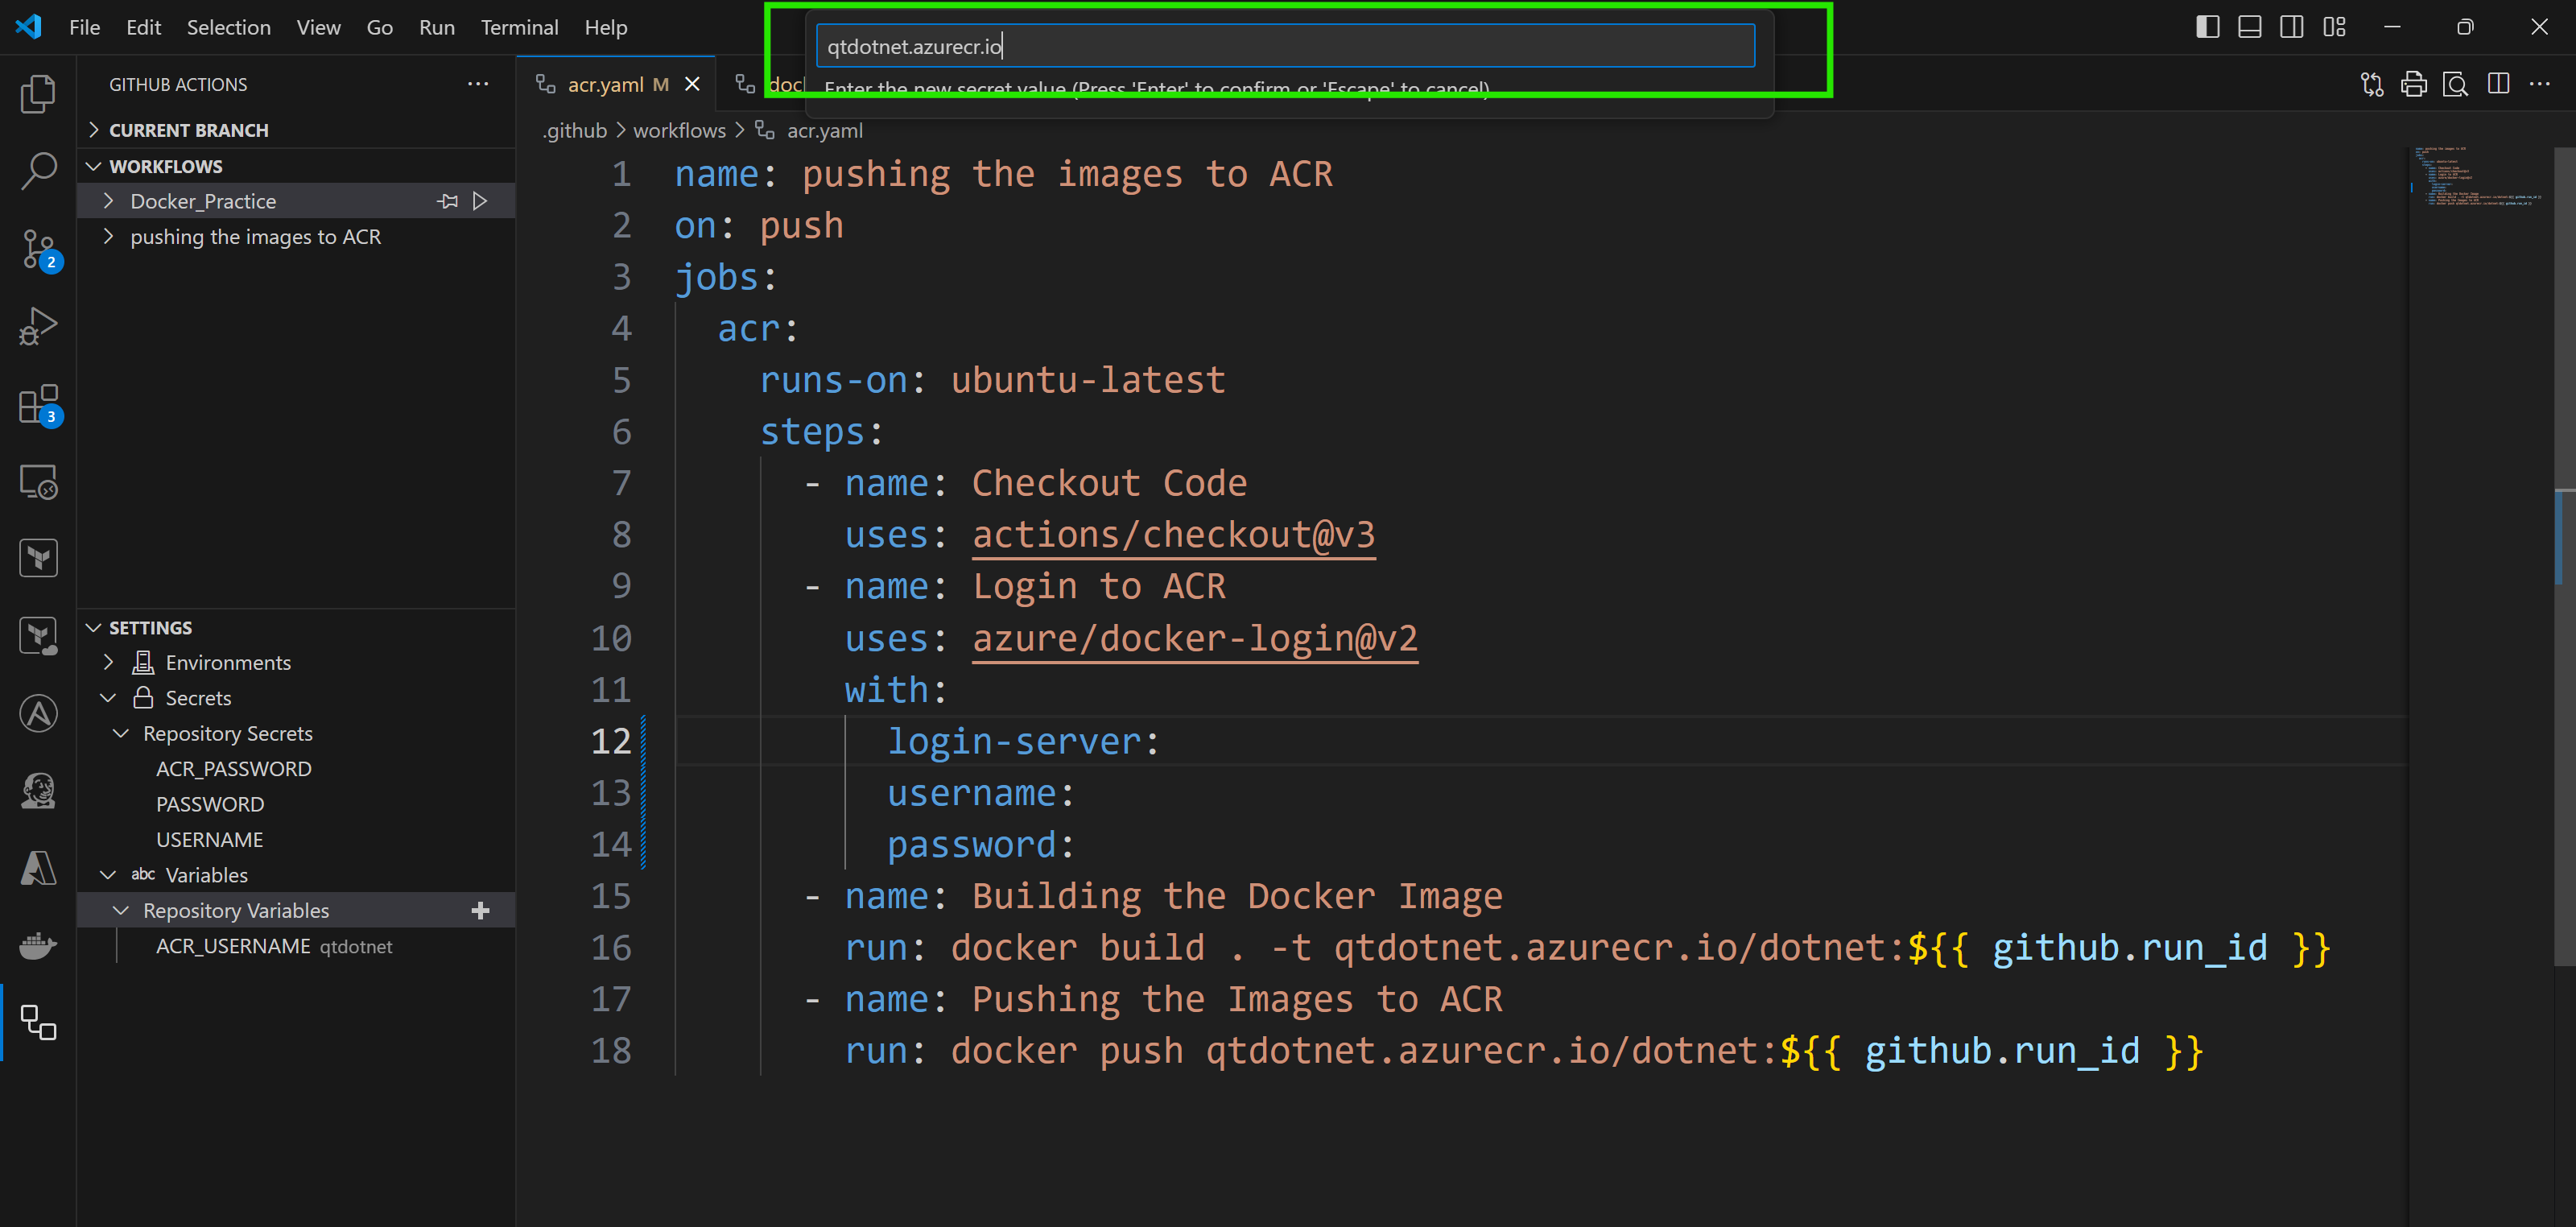 File Edit Selection View Go Run Terminal Help
qtdotnet.azurecr.io
Enter the new secret value (Press 'Enter' to confirm or 'Escape' to cancel)
GITHUB ACTIONS
acr.yaml M
CURRENT BRANCH
WORKFLOWS
Docker_Practice
pushing the images to ACR
2
3
SETTINGS
Environments
Secrets
Repository Secrets
ACR_PASSWORD
PASSWORD
USERNAME
abc Variables
Repository Variables
ACR_USERNAME qtdotnet
.github > workflows > acr.yaml
1 name: pushing the images to ACR
2 on: push
3 jobs:
4 acr:
5 runs-on: ubuntu-latest
6 steps:
7 - name: Checkout Code
8 uses: actions/checkout@v3
9 - name: Login to ACR
10 uses: azure/docker-login@v2
11 with:
12 login-server:
13 username:
14 password:
15 - name: Building the Docker Image
16 run: docker build . -t qtdotnet.azurecr.io/dotnet:${{ github.run_id }}
17 - name: Pushing the Images to ACR
18 run: docker push qtdotnet.azurecr.io/dotnet:${{ github.run_id }}